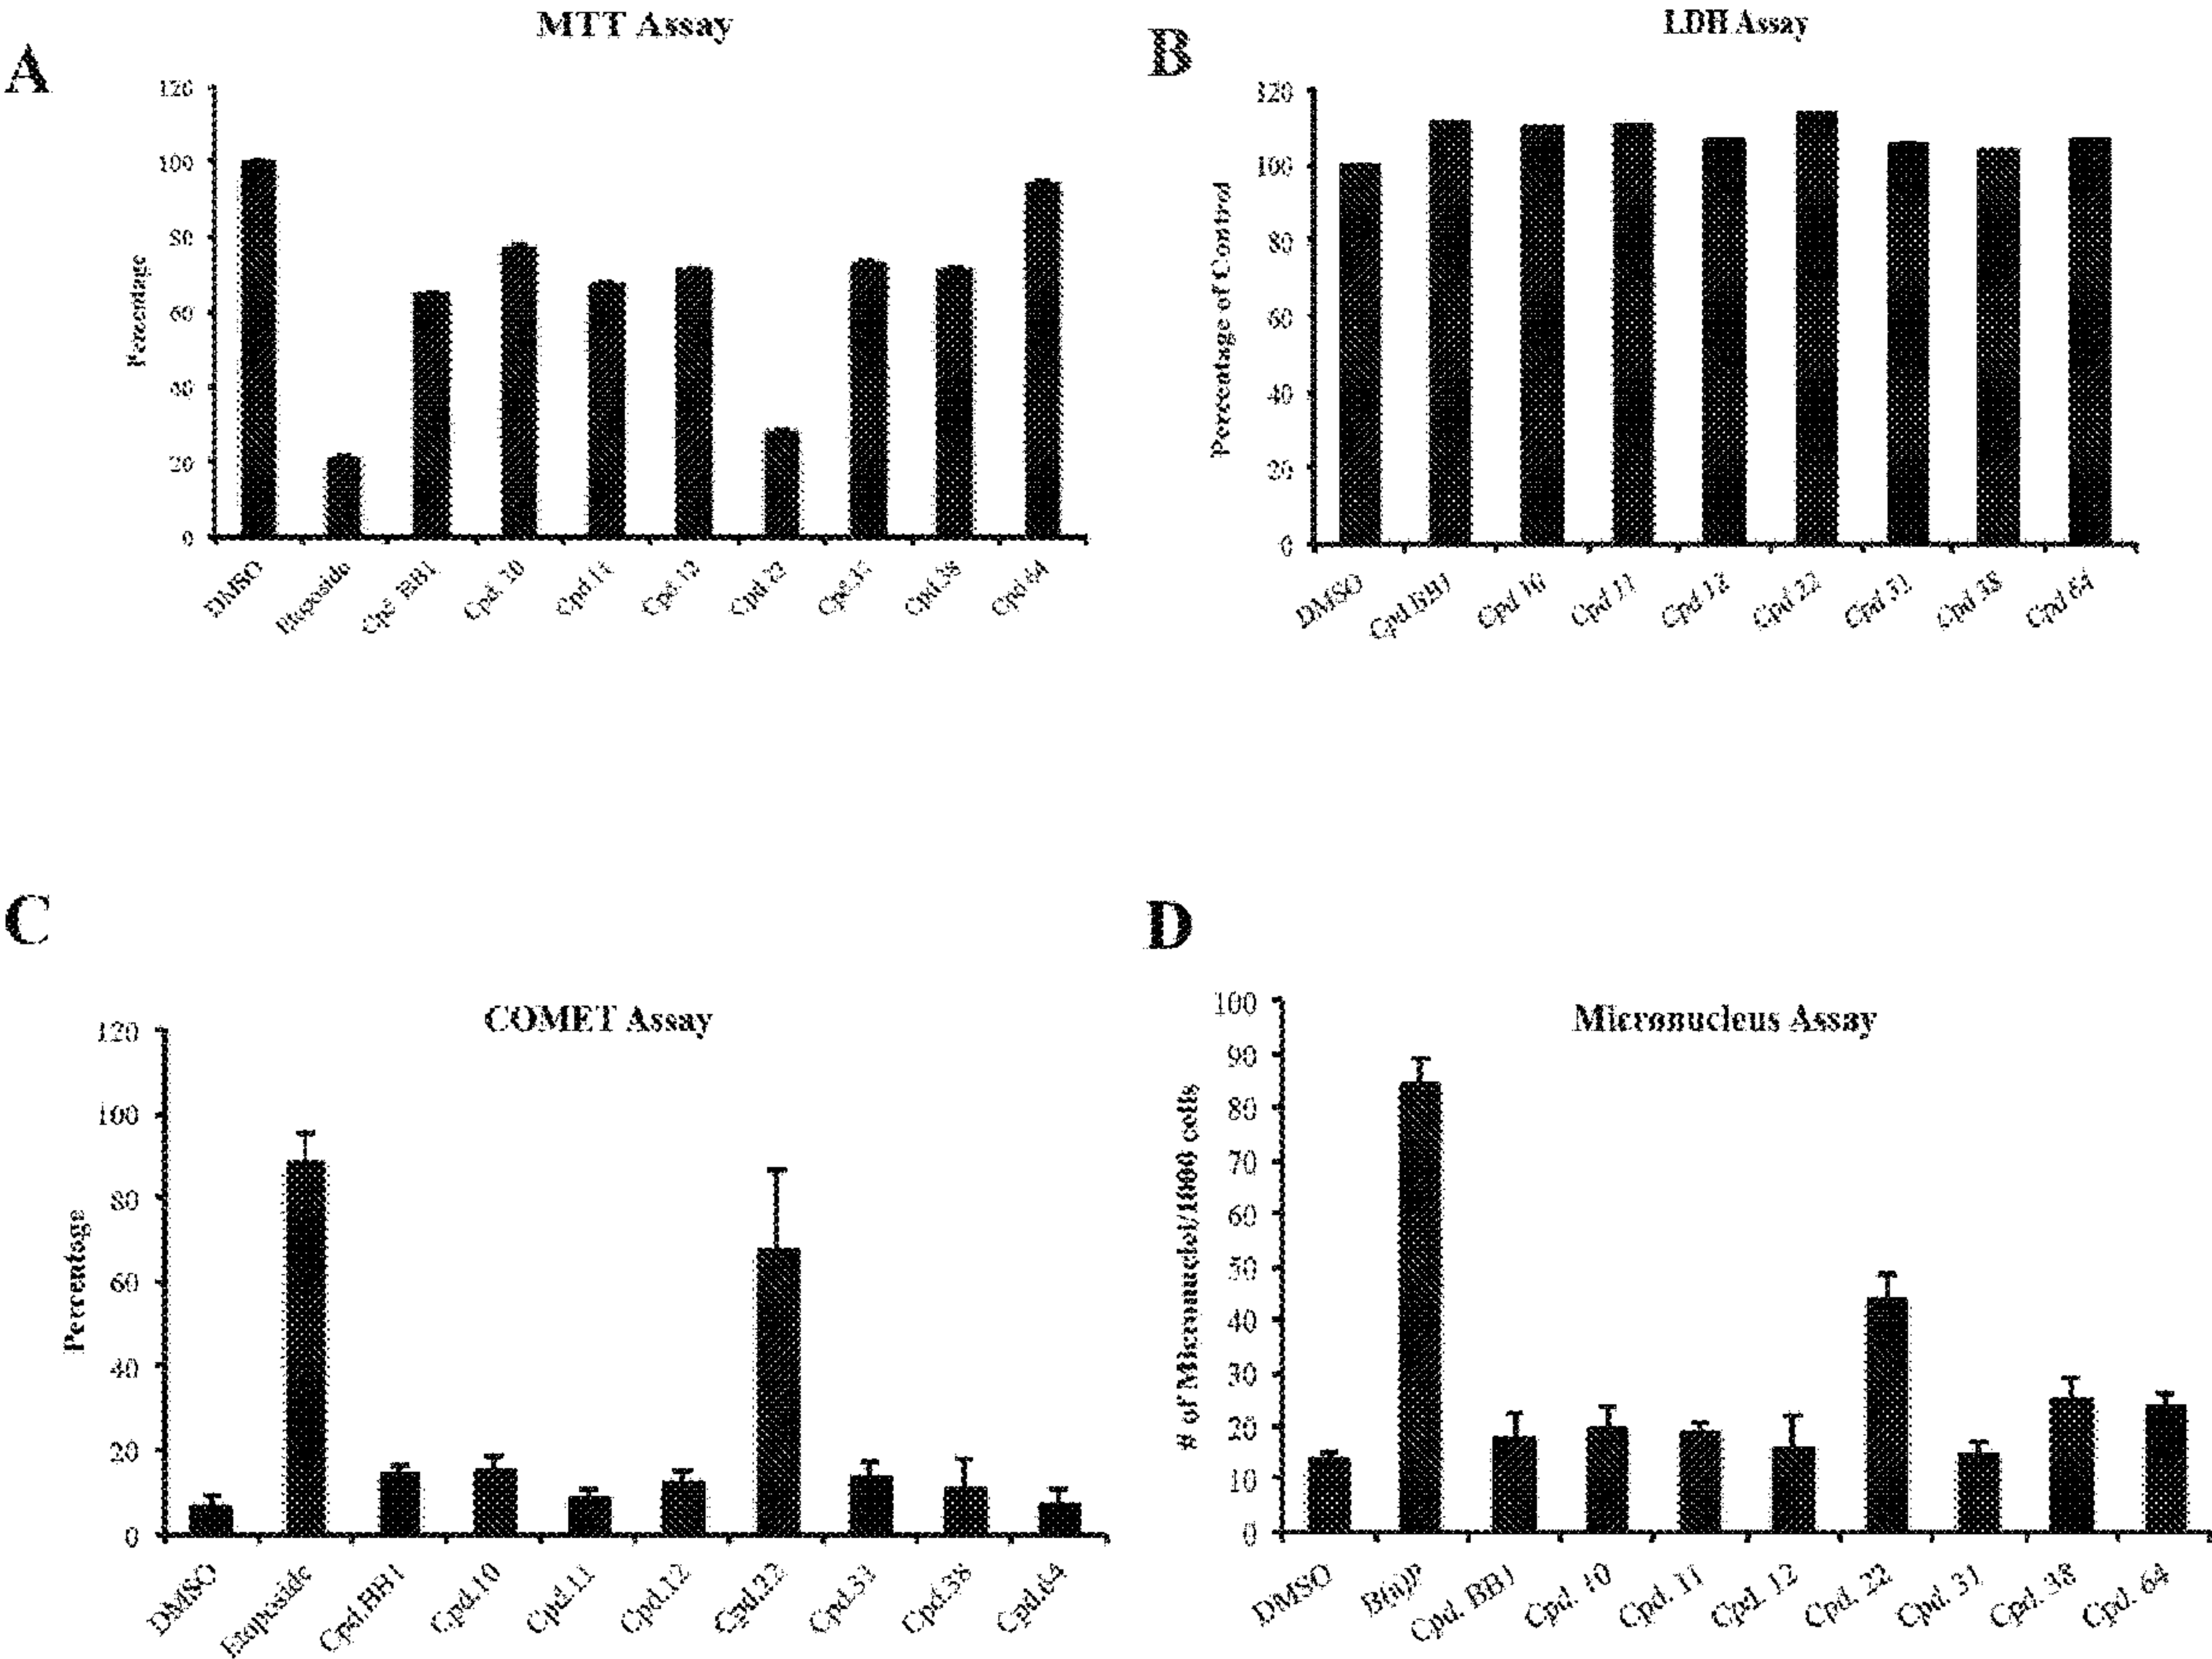 A
MTT Assay
Percentage
120
100
80
60
40
20
0
DMSO
Etoposide
Cpd. BB1
Cpd. 10
Cpd.11
Cpd.12
Cpd.22
Cpd.38
Cpd.64
B
LDH Assay
Percentage of Control
120
100
80
60
40
20
0
DMSO
Cpd BB1
Cpd 10
Cpd 11
Cpd 12
Cpd 22
Cpd 31
Cpd 38
Cpd 64
C
COMET Assay
Percentage
120
100
80
60
40
20
0
DMSO
Etoposide
Cpd.BB1
Cpd.10
Cpd.11
Cpd.12
Cpd.22
Cpd.31
Cpd.38
Cpd.64
D
Micronucleus Assay
# of Micronuclei/1000 cells
100
90
80
70
60
50
40
30
20
10
0
DMSO
B(a)P
Cpd. BB1
Cpd. 10
Cpd. 11
Cpd. 12
Cpd. 22
Cpd. 31
Cpd. 38
Cpd. 64